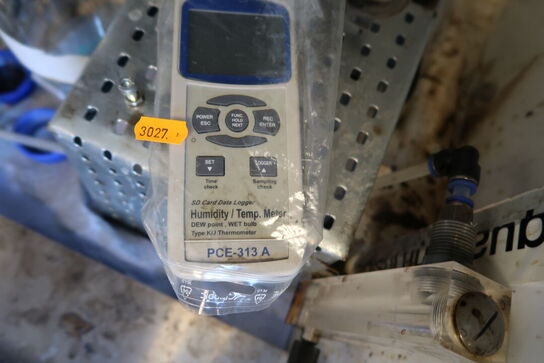 3027.
POWER
ESC
FUNC
HOLD
NEXT
REC
ENTER
SET
▼
LOGGER
▲
Time
check
Sampling
check
SD Card Data Logger
Humidity / Temp. Meter
DEW point , WET bulb
Type K/J Thermometer
PCE-313 A